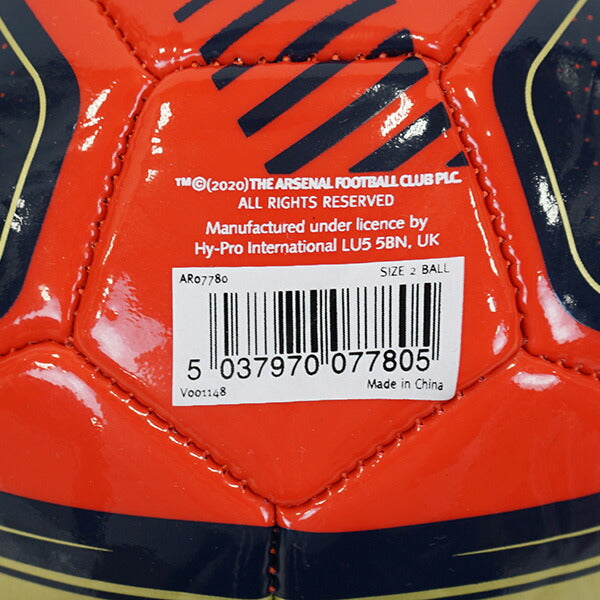 ™©(2020)THE ARSENAL FOOTBALL CLUB PLC.
ALL RIGHTS RESERVED
Manufactured under licence by
Hy-Pro International LU5 5BN, UK
AR07780 SIZE 2 BALL
5 037970 077805
V001148 Made in China